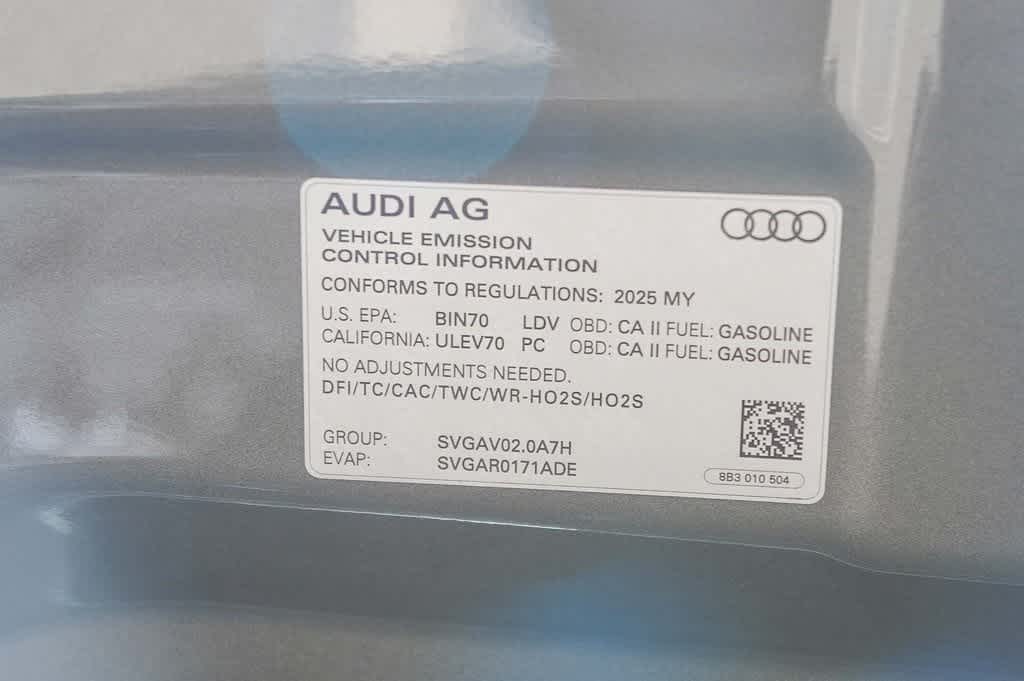 AUDI AG
VEHICLE EMISSION
CONTROL INFORMATION
CONFORMS TO REGULATIONS: 2025 MY
U.S. EPA: BIN70 LDV OBD: CA II FUEL: GASOLINE
CALIFORNIA: ULEV70 PC OBD: CA II FUEL: GASOLINE
NO ADJUSTMENTS NEEDED.
DFI/TC/CAC/TWC/WR-HO2S/HO2S
GROUP: SVGAV02.0A7H
EVAP: SVGAR0171ADE
8B3 010 504